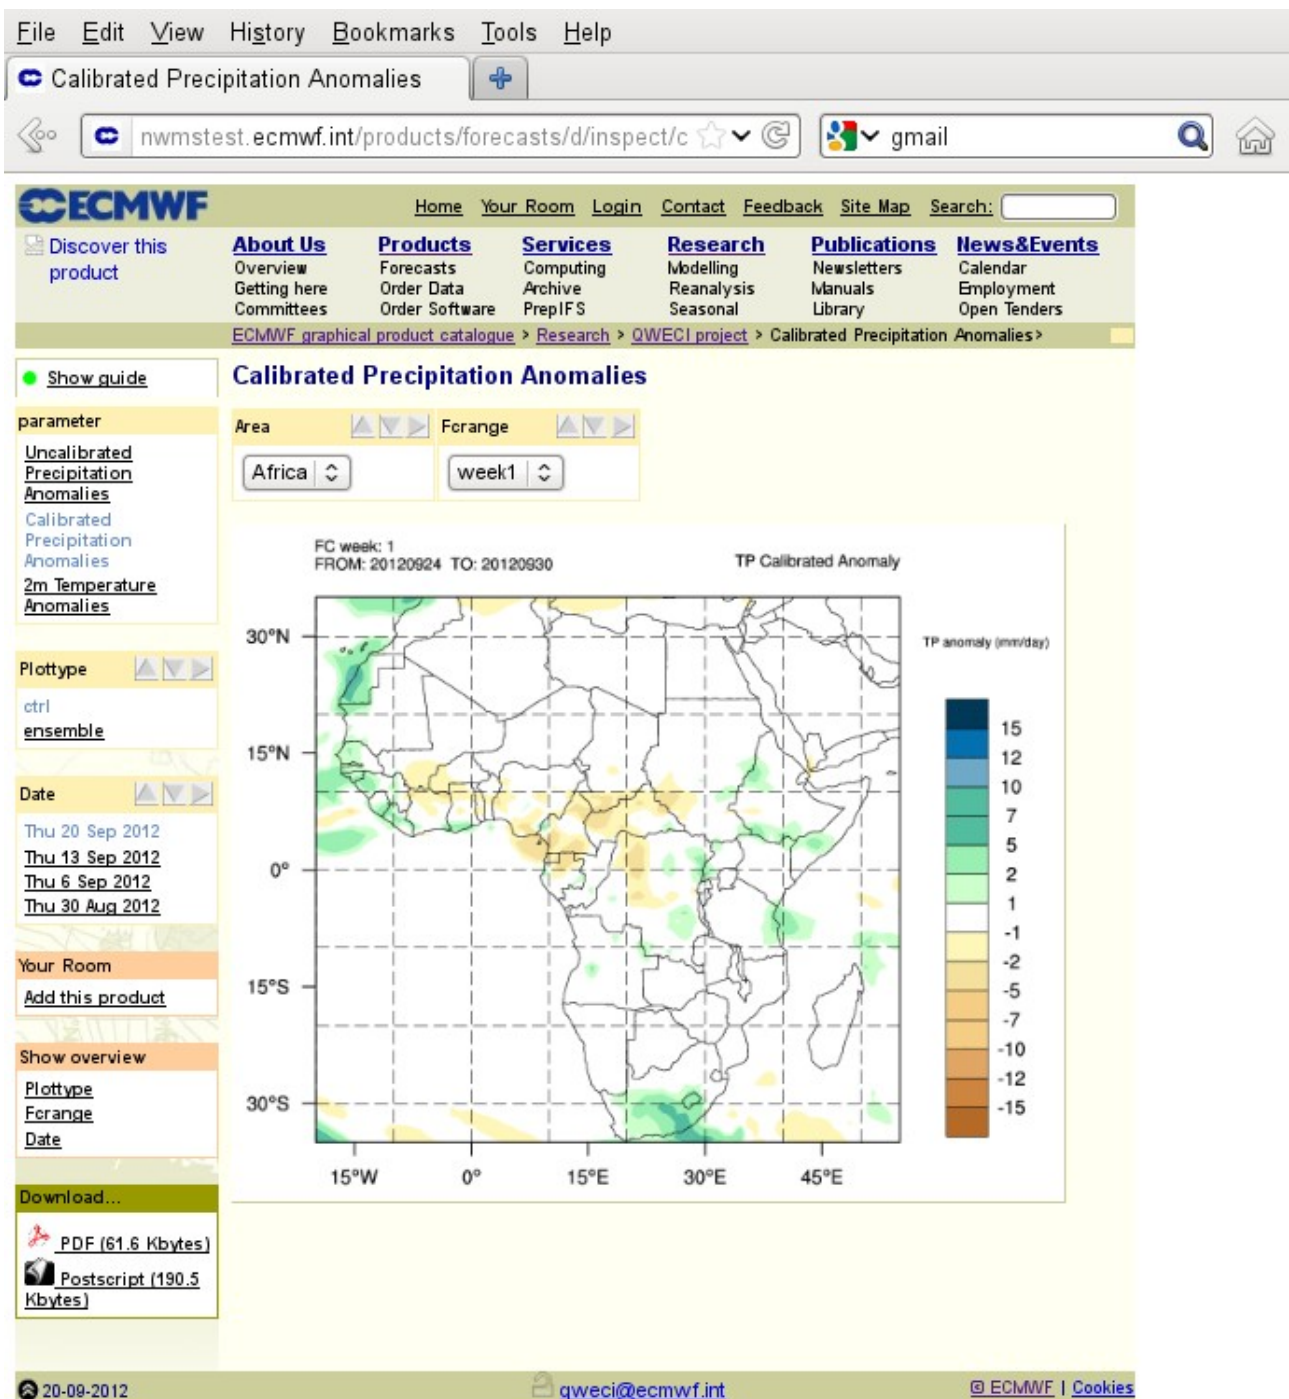 File Edit View History Bookmarks Tools Help
Calibrated Precipitation Anomalies
nwmstest.ecmwf.int/products/forecasts/d/inspect/c
gmail
ECMWF
Home Your Room Login Contact Feedback Site Map Search:
Discover this
product
About Us Products Services Research Publications News&Events
Overview Forecasts Computing Modelling Newsletters Calendar
Getting here Order Data Archive Reanalysis Manuals Employment
Committees Order Software PrepIFS Seasonal Library Open Tenders
ECMWF graphical product catalogue > Research > QWECI project > Calibrated Precipitation Anomalies>
Show guide
Calibrated Precipitation Anomalies
parameter
Uncalibrated
Precipitation
Anomalies
Calibrated
Precipitation
Anomalies
2m Temperature
Anomalies
Plottype
ctrl
ensemble
Date
Thu 20 Sep 2012
Thu 13 Sep 2012
Thu 6 Sep 2012
Thu 30 Aug 2012
Your Room
Add this product
Show overview
Plottype
Fcrange
Date
Download...
PDF (61.6 Kbytes)
Postscript (190.5
Kbytes)
Area Fcrange
Africa week1
FC week: 1
FROM: 20120924 TO: 20120930
TP Calibrated Anomaly
30°N
15°N
0°
15°S
30°S
15°W 0° 15°E 30°E 45°E
TP anomaly (mm/day)
15
12
10
7
5
2
1
-1
-2
-5
-7
-10
-12
-15
20-09-2012
qweci@ecmwf.int
© ECMWF | Cookies